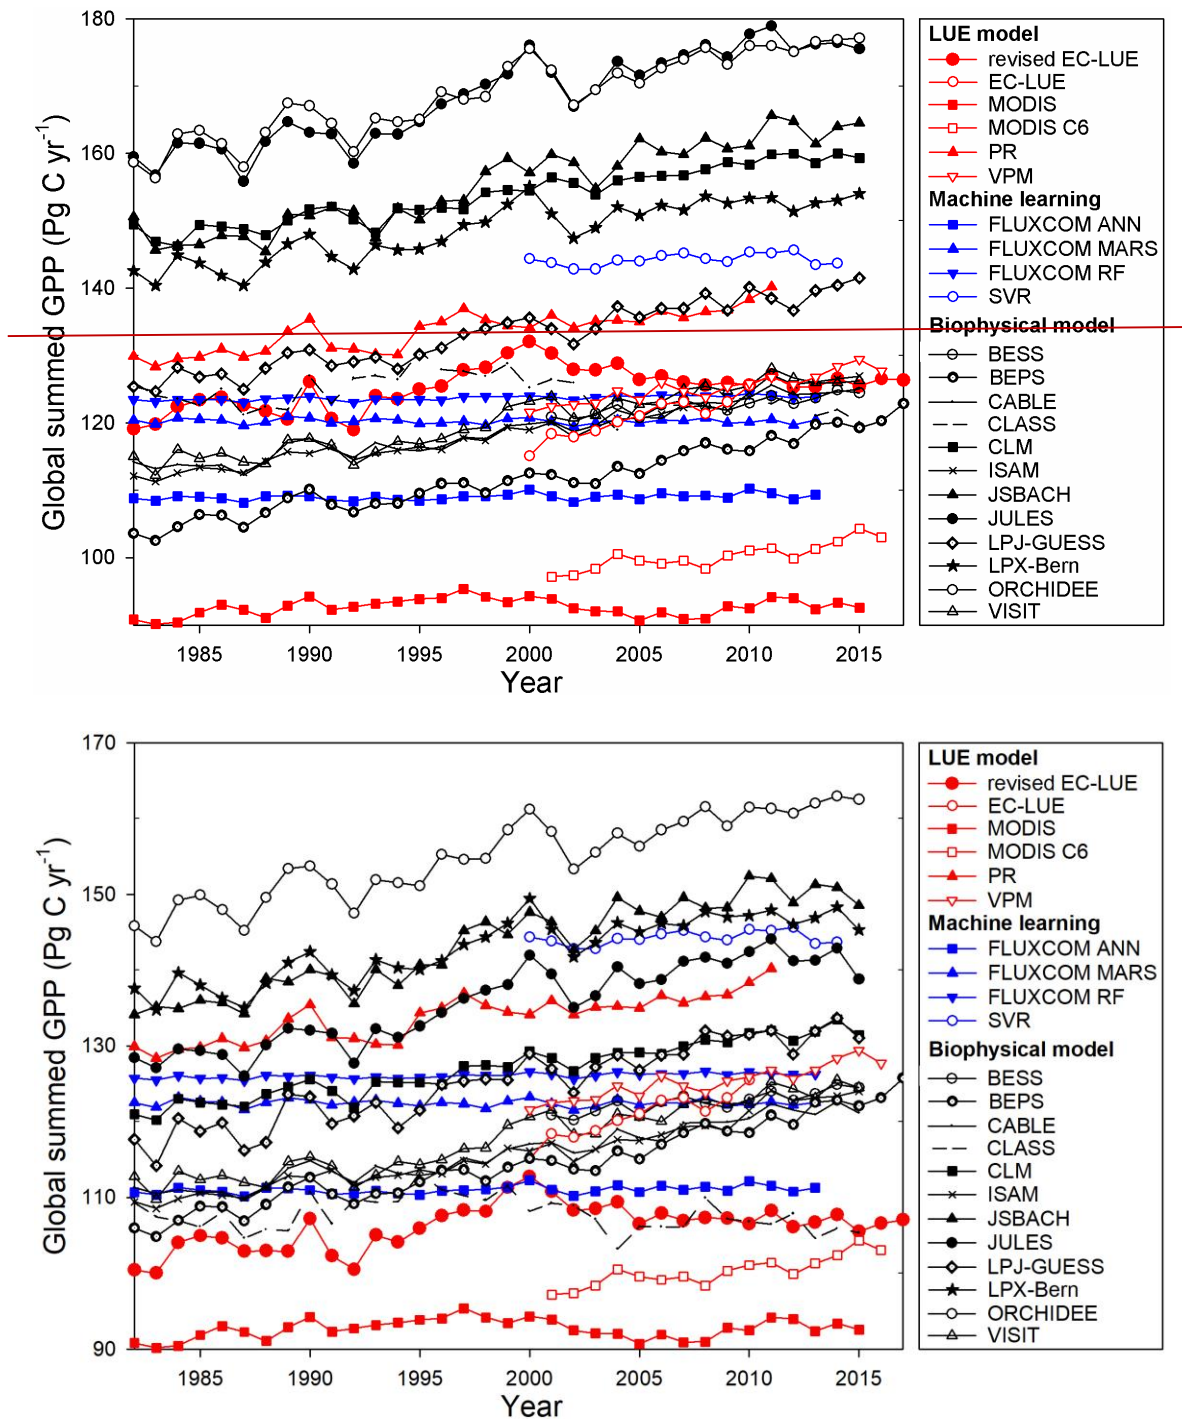 Global summed GPP (Pg C yr-1)
180
160
140
120
100
1985 1990 1995 2000 2005 2010 2015
Year
LUE model
revised EC-LUE
EC-LUE
MODIS
MODIS C6
PR
VPM
Machine learning
FLUXCOM ANN
FLUXCOM MARS
FLUXCOM RF
SVR
Biophysical model
BESS
BEPS
CABLE
CLASS
CLM
ISAM
JSBACH
JULES
LPJ-GUESS
LPX-Bern
ORCHIDEE
VISIT
Global summed GPP (Pg C yr-1)
170
150
130
110
90
1985 1990 1995 2000 2005 2010 2015
Year
LUE model
revised EC-LUE
EC-LUE
MODIS
MODIS C6
PR
VPM
Machine learning
FLUXCOM ANN
FLUXCOM MARS
FLUXCOM RF
SVR
Biophysical model
BESS
BEPS
CABLE
CLASS
CLM
ISAM
JSBACH
JULES
LPJ-GUESS
LPX-Bern
ORCHIDEE
VISIT